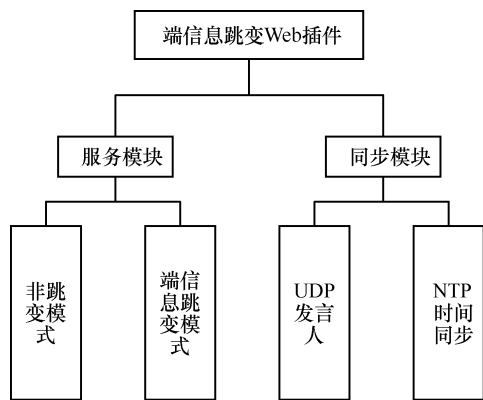 端信息跳变Web插件
服务模块
同步模块
非跳
变模
式
端信
息跳
变模
式
UDP
发言
人
NTP
时间
同步